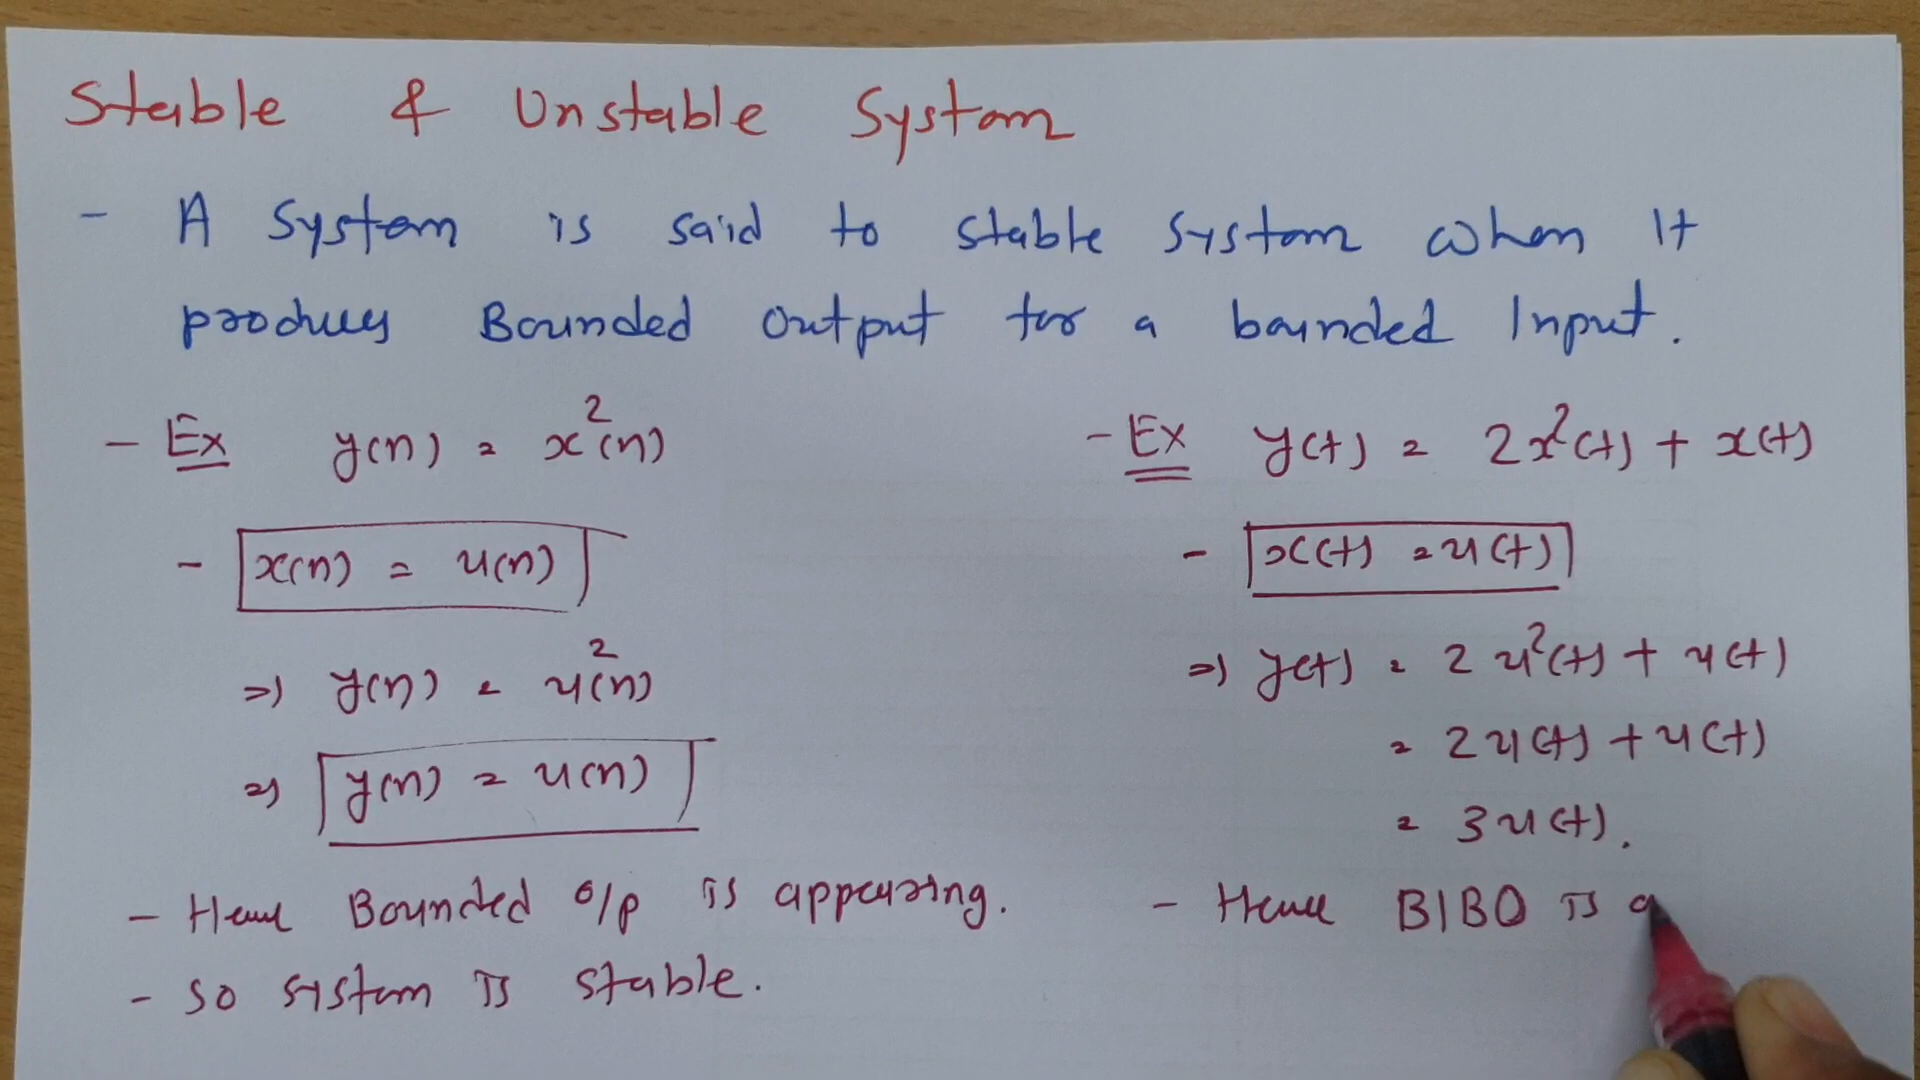 Stable & Unstable System
- A system is said to stable system when It
produces Bounded output for a bounded Input.
- Ex y(n) = x²(n)
- x(n) = u(n)
=> y(n) = u²(n)
=> y(n) = u(n)
- Hence Bounded o/p is appearing.
- So system is stable.
- Ex y(t) = 2x²(t) + x(t)
- x(t) = u(t)
=> y(t) = 2u²(t) + u(t)
= 2u(t) + u(t)
= 3u(t).
- Hence BIBO is a